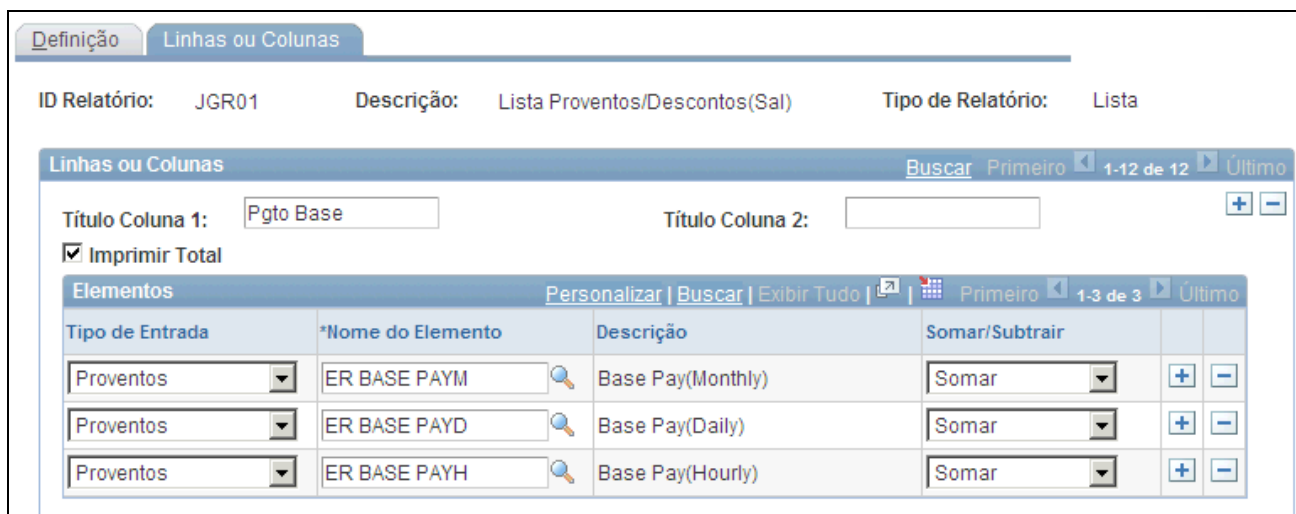 Definição Linhas ou Colunas
ID Relatório: JGR01 Descrição: Lista Proventos/Descontos(Sal) Tipo de Relatório: Lista
Linhas ou Colunas Buscar Primeiro 1-12 de 12 Último
Título Coluna 1: Pgto Base Título Coluna 2:
Imprimir Total
Elementos Personalizar | Buscar | Exibir Tudo | | Primeiro 1-3 de 3 Último
Tipo de Entrada *Nome do Elemento Descrição Somar/Subtrair
Proventos ER BASE PAYM Base Pay(Monthly) Somar
Proventos ER BASE PAYD Base Pay(Daily) Somar
Proventos ER BASE PAYH Base Pay(Hourly) Somar